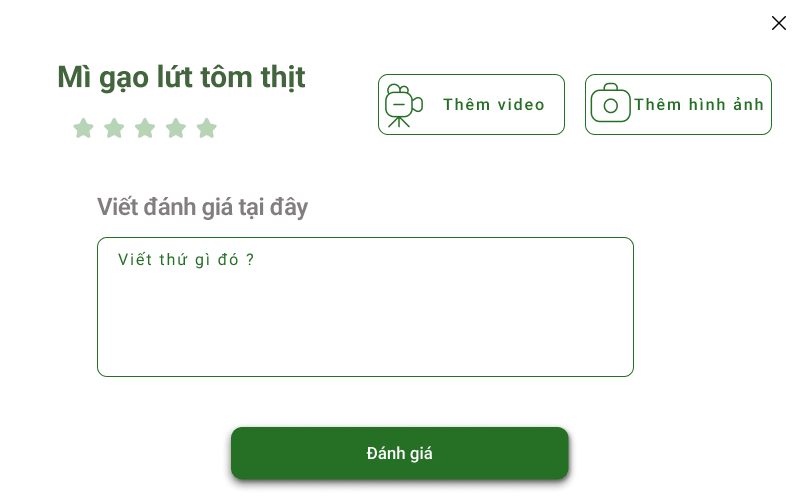 Mì gạo lứt tôm thịt
Thêm video
Thêm hình ảnh
Viết đánh giá tại đây
Viết thứ gì đó ?
Đánh giá